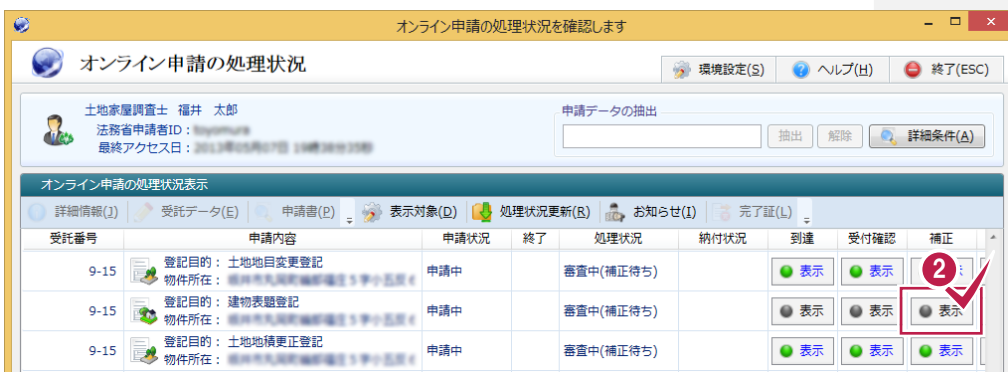 オンライン申請の処理状況を確認します
オンライン申請の処理状況
環境設定(S) ヘルプ(H) 終了(ESC)
土地家屋調査士 福井 太郎
法務省申請者ID：
最終アクセス日：
申請データの抽出
抽出 解除 詳細条件(A)
オンライン申請の処理状況表示
詳細情報(J) 受託データ(E) 申請書(P) 表示対象(D) 処理状況更新(R) お知らせ(I) 完了証(L)
受託番号 申請内容 申請状況 終了 処理状況 納付状況 到達 受付確認 補正
9-15 登記目的： 土地地目変更登記 申請中 審査中(補正待ち) 表示 表示
物件所在：
2
9-15 登記目的： 建物表題登記 申請中 審査中(補正待ち) 表示 表示 表示
物件所在：
9-15 登記目的： 土地地積更正登記 申請中 審査中(補正待ち) 表示 表示 表示
物件所在：